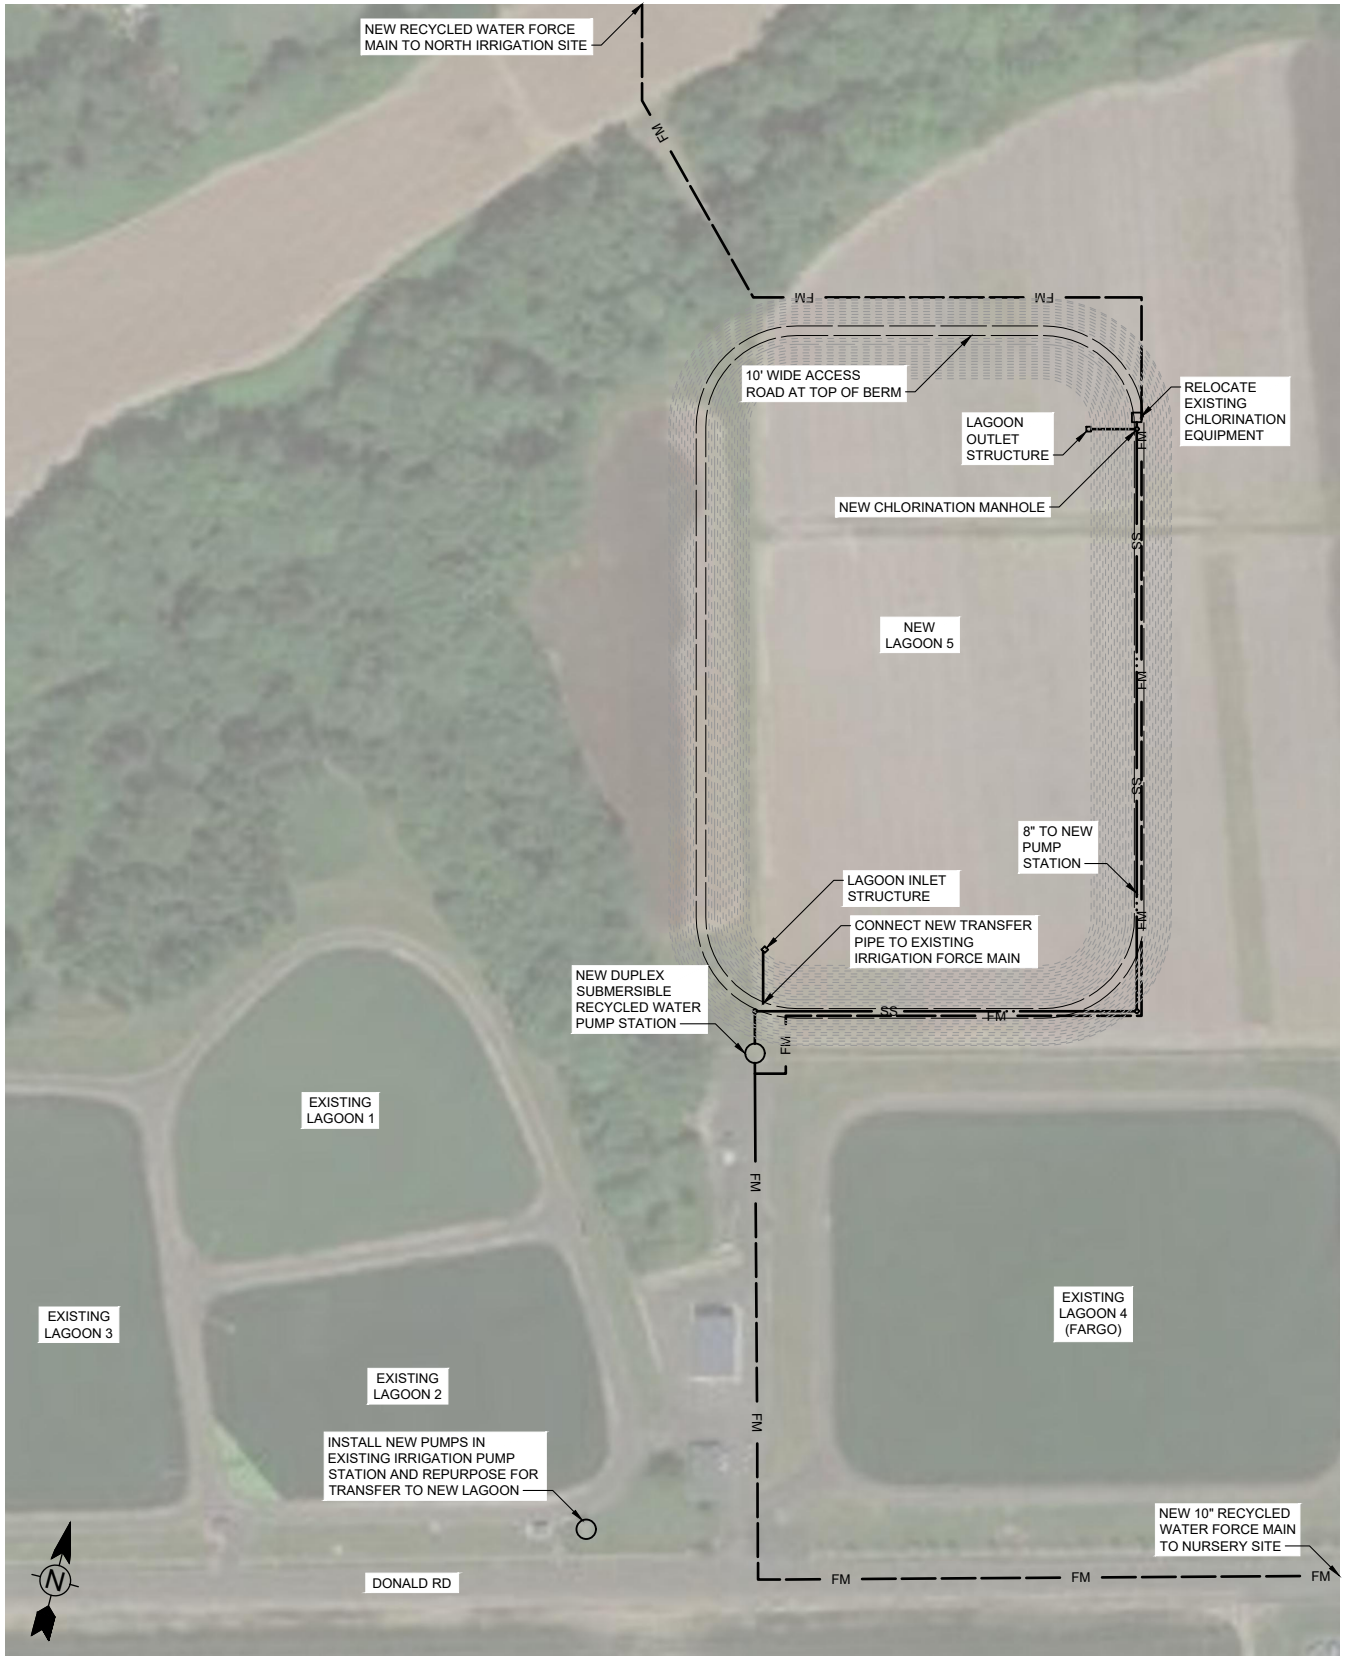 NEW RECYCLED WATER FORCE
MAIN TO NORTH IRRIGATION SITE
FM
FM
FM
10' WIDE ACCESS
ROAD AT TOP OF BERM
RELOCATE
EXISTING
CHLORINATION
EQUIPMENT
LAGOON
OUTLET
STRUCTURE
FM
NEW CHLORINATION MANHOLE
SS
NEW
LAGOON 5
FM
SS
8" TO NEW
PUMP
STATION
LAGOON INLET
STRUCTURE
FM
CONNECT NEW TRANSFER
PIPE TO EXISTING
IRRIGATION FORCE MAIN
NEW DUPLEX
SUBMERSIBLE
RECYCLED WATER
PUMP STATION
SS
FM
FM
EXISTING
LAGOON 1
FM
EXISTING
LAGOON 3
EXISTING
LAGOON 4
(FARGO)
EXISTING
LAGOON 2
FM
INSTALL NEW PUMPS IN
EXISTING IRRIGATION PUMP
STATION AND REPURPOSE FOR
TRANSFER TO NEW LAGOON
NEW 10" RECYCLED
WATER FORCE MAIN
TO NURSERY SITE
N
DONALD RD
FM
FM
FM